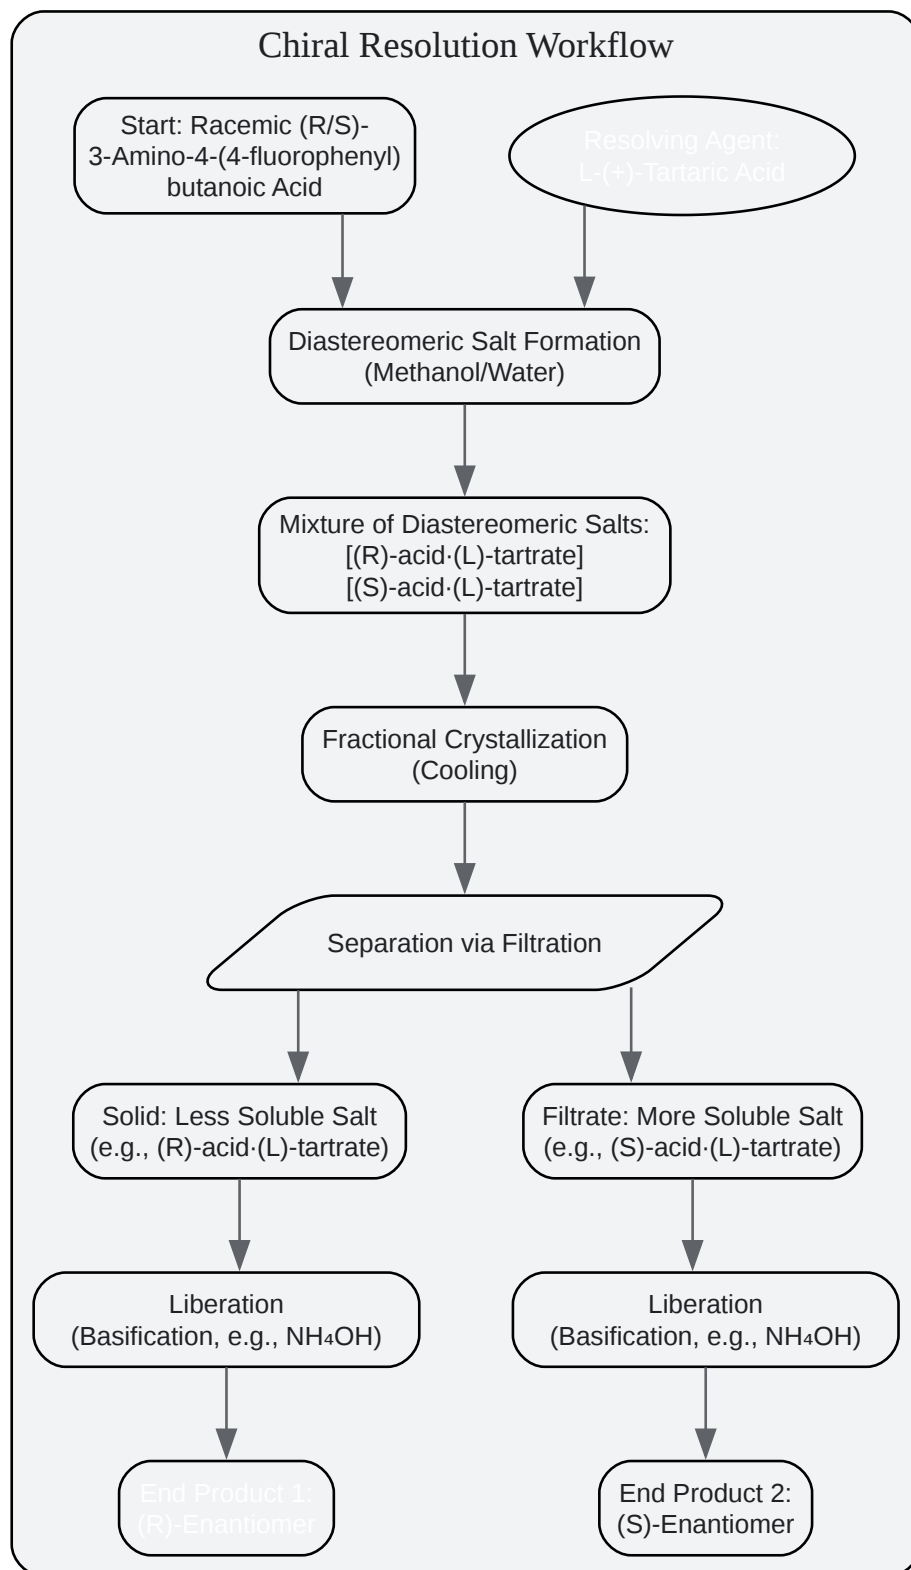 Chiral Resolution Workflow
Start: Racemic (R/S)-
3-Amino-4-(4-fluorophenyl)
butanoic Acid
Resolving Agent:
L-(+)-Tartaric Acid
Diastereomeric Salt Formation
(Methanol/Water)
Mixture of Diastereomeric Salts:
[(R)-acid·(L)-tartrate]
[(S)-acid·(L)-tartrate]
Fractional Crystallization
(Cooling)
Separation via Filtration
Solid: Less Soluble Salt
(e.g., (R)-acid·(L)-tartrate)
Filtrate: More Soluble Salt
(e.g., (S)-acid·(L)-tartrate)
Liberation
(Basification, e.g., NH₄OH)
Liberation
(Basification, e.g., NH₄OH)
End Product 1:
(R)-Enantiomer
End Product 2:
(S)-Enantiomer